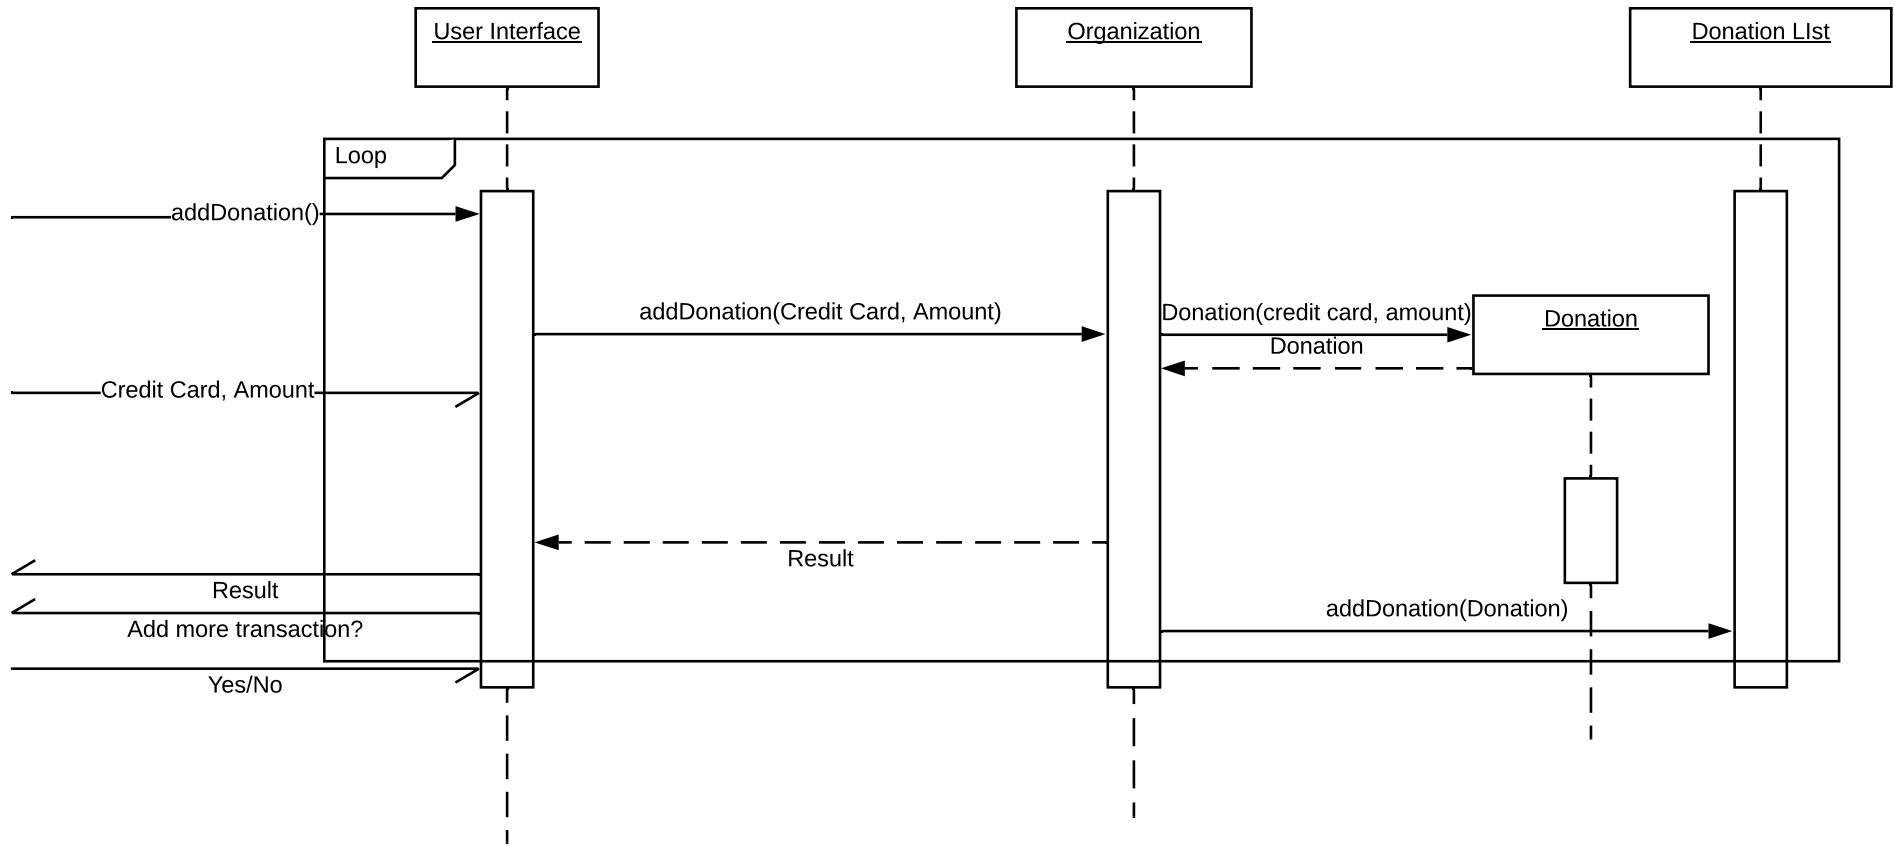 User Interface
Organization
Donation LIst
Loop
addDonation()
addDonation(Credit Card, Amount)
Donation(credit card, amount)
Donation
Donation
Credit Card, Amount
Result
Result
addDonation(Donation)
Add more transaction?
Yes/No